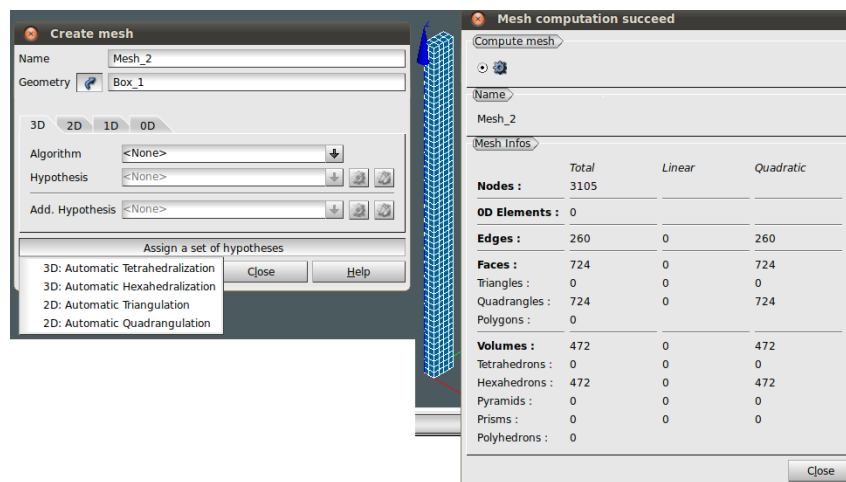 Create mesh
Name Mesh_2
Geometry Box_1
3D 2D 1D 0D
Algorithm <None>
Hypothesis <None>
Add. Hypothesis <None>
Assign a set of hypotheses
3D: Automatic Tetrahedralization
3D: Automatic Hexahedralization
2D: Automatic Triangulation
2D: Automatic Quadrangulation
Close Help
Mesh computation succeed
Compute mesh
Name
Mesh_2
Mesh Infos
Total Linear Quadratic
Nodes : 3105
0D Elements : 0
Edges : 260 0 260
Faces : 724 0 724
Triangles : 0 0 0
Quadrangles : 724 0 724
Polygons : 0
Volumes : 472 0 472
Tetrahedrons : 0 0 0
Hexahedrons : 472 0 472
Pyramids : 0 0 0
Prisms : 0 0 0
Polyhedrons : 0
Close